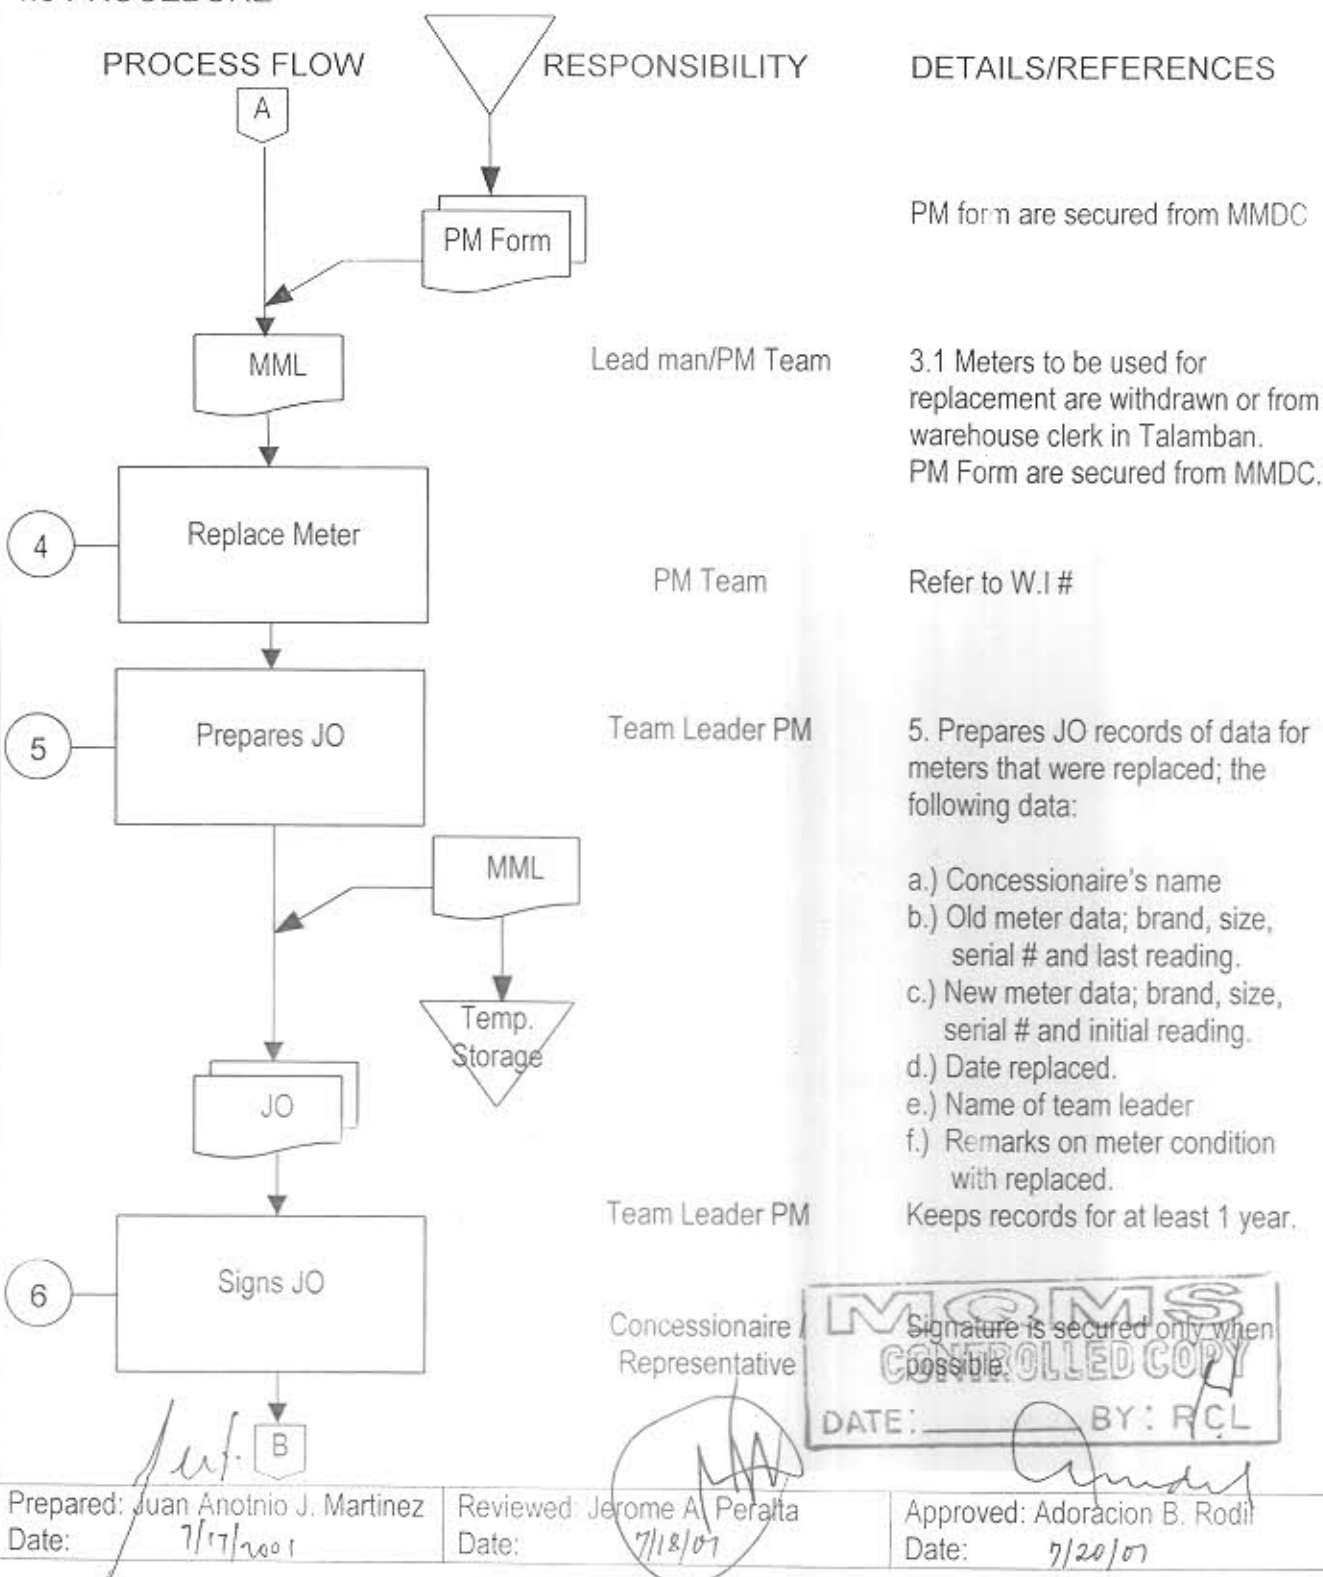 PROCESS FLOW
RESPONSIBILITY
DETAILS/REFERENCES
A
PM Form
PM form are secured from MMDC
MML
Lead man/PM Team
3.1 Meters to be used for
replacement are withdrawn or from
warehouse clerk in Talamban.
PM Form are secured from MMDC.
4
Replace Meter
PM Team
Refer to W.I #
5
Prepares JO
Team Leader PM
5. Prepares JO records of data for
meters that were replaced; the
following data:
MML
a.) Concessionaire's name
b.) Old meter data; brand, size,
serial # and last reading.
c.) New meter data; brand, size,
serial # and initial reading.
Temp.
Storage
d.) Date replaced.
e.) Name of team leader
JO
f.) Remarks on meter condition
with replaced.
Team Leader PM
Keeps records for at least 1 year.
6
Signs JO
Concessionaire /
Representative
Signature is secured only when
possible.
MQMS
CONTROLLED COPY
DATE: BY: RCL
B
Prepared: Juan Anotnio J. Martinez
Date: 7/17/2001
Reviewed: Jerome A. Peralta
Date: 7/18/01
Approved: Adoracion B. Rodil
Date: 7/20/01